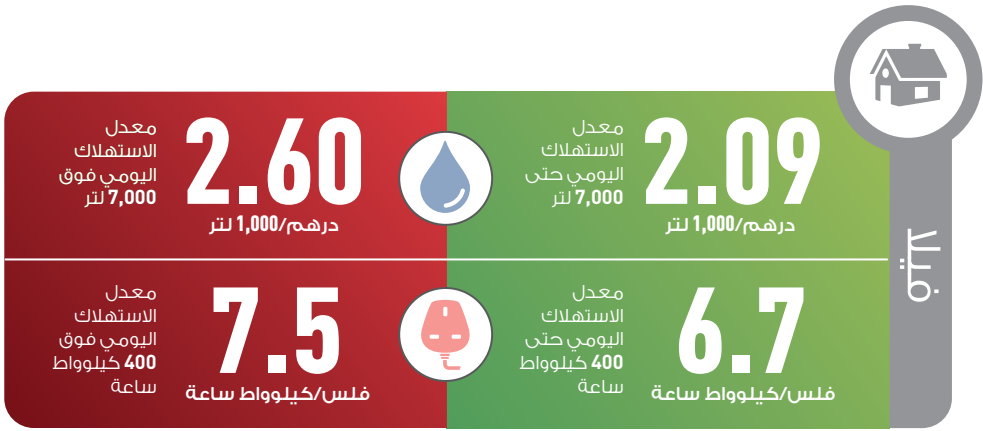 فيلا
2.09
درهم/1,000 لتر
معدل
الاستهلاك
اليومي حتى
7,000 لتر
2.60
درهم/1,000 لتر
معدل
الاستهلاك
اليومي فوق
7,000 لتر
6.7
فلس/كيلوواط ساعة
معدل
الاستهلاك
اليومي حتى
400 كيلوواط
ساعة
7.5
فلس/كيلوواط ساعة
معدل
الاستهلاك
اليومي فوق
400 كيلوواط
ساعة